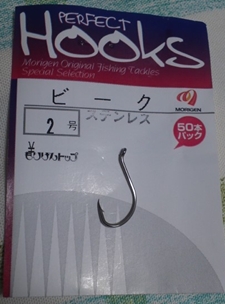 PERFECT
HOOKS
Morigen Original Fishing Tackles
Special Selection
ビーク
ステンレス
2号
MORIGEN
50本
パック